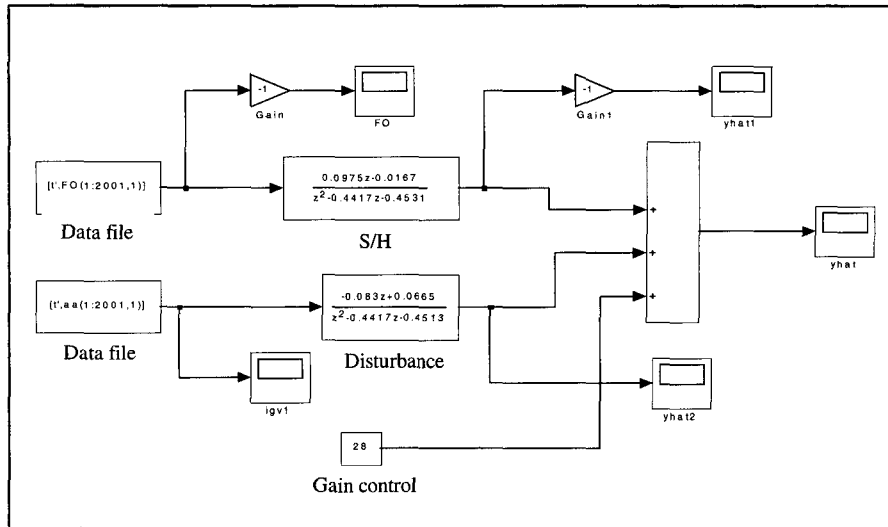 -1
Gain
FO
-1
Gain1
yhat1
[t',FO(1:2001,1)]
Data file
0.0975z-0.0167
z2-0.4417z-0.4531
S/H
+
+
+
yhat
[t',aa(1:2001,1)]
Data file
-0.083z+0.0665
z2-0.4417z-0.4513
Disturbance
igv1
yhat2
28
Gain control